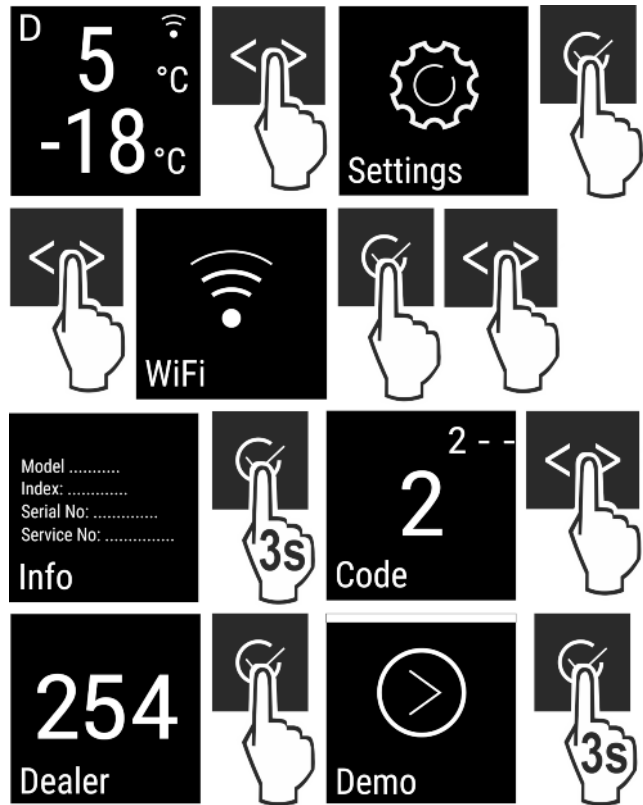 D
5 °C
-18 °C
Settings
WiFi
Model ...........
Index: .............
Serial No: ..............
Service No: ...............
Info
3s
2 - -
2
Code
254
Dealer
Demo
3s